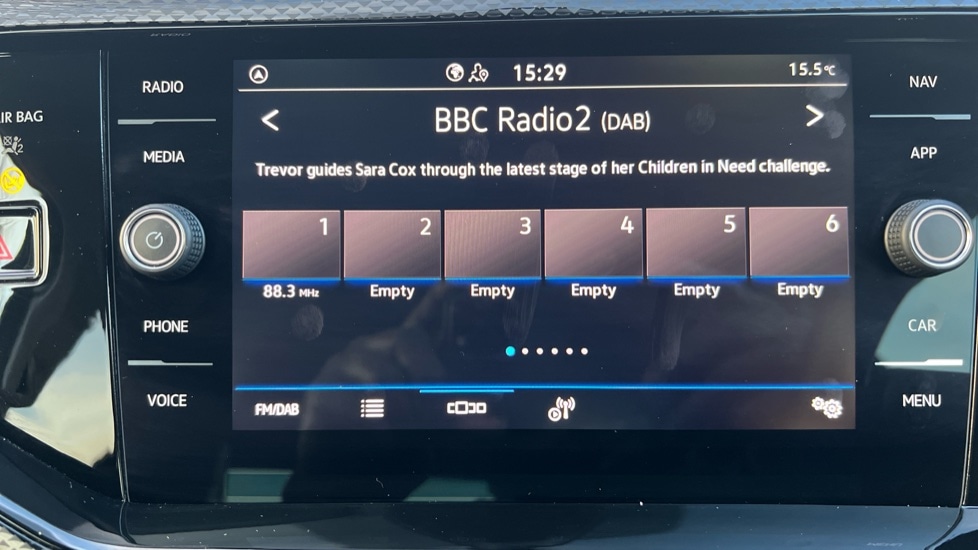 15:29
15.5°C
RADIO
NAV
BBC Radio2 (DAB)
IR BAG
MEDIA
APP
Trevor guides Sara Cox through the latest stage of her Children in Need challenge.
1 2 3 4 5 6
88.3 MHz Empty Empty Empty Empty Empty
PHONE
CAR
VOICE
FM/DAB
MENU